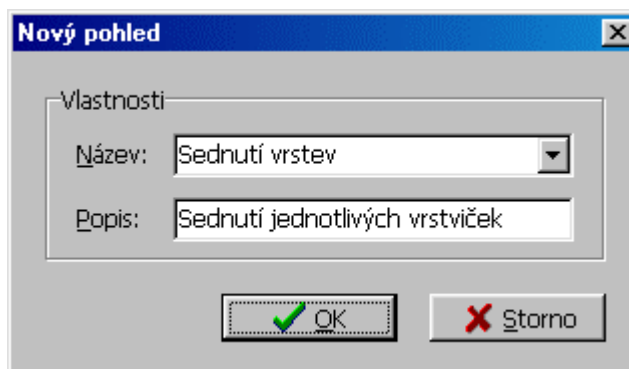 Nový pohled
Vlastnosti
Název: Sednutí vrstev
Popis: Sednutí jednotlivých vrstviček
OK Storno